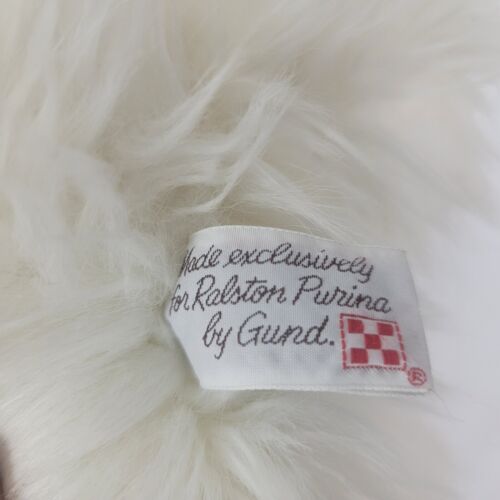 Made exclusively
for Ralston Purina
by Gund.
®